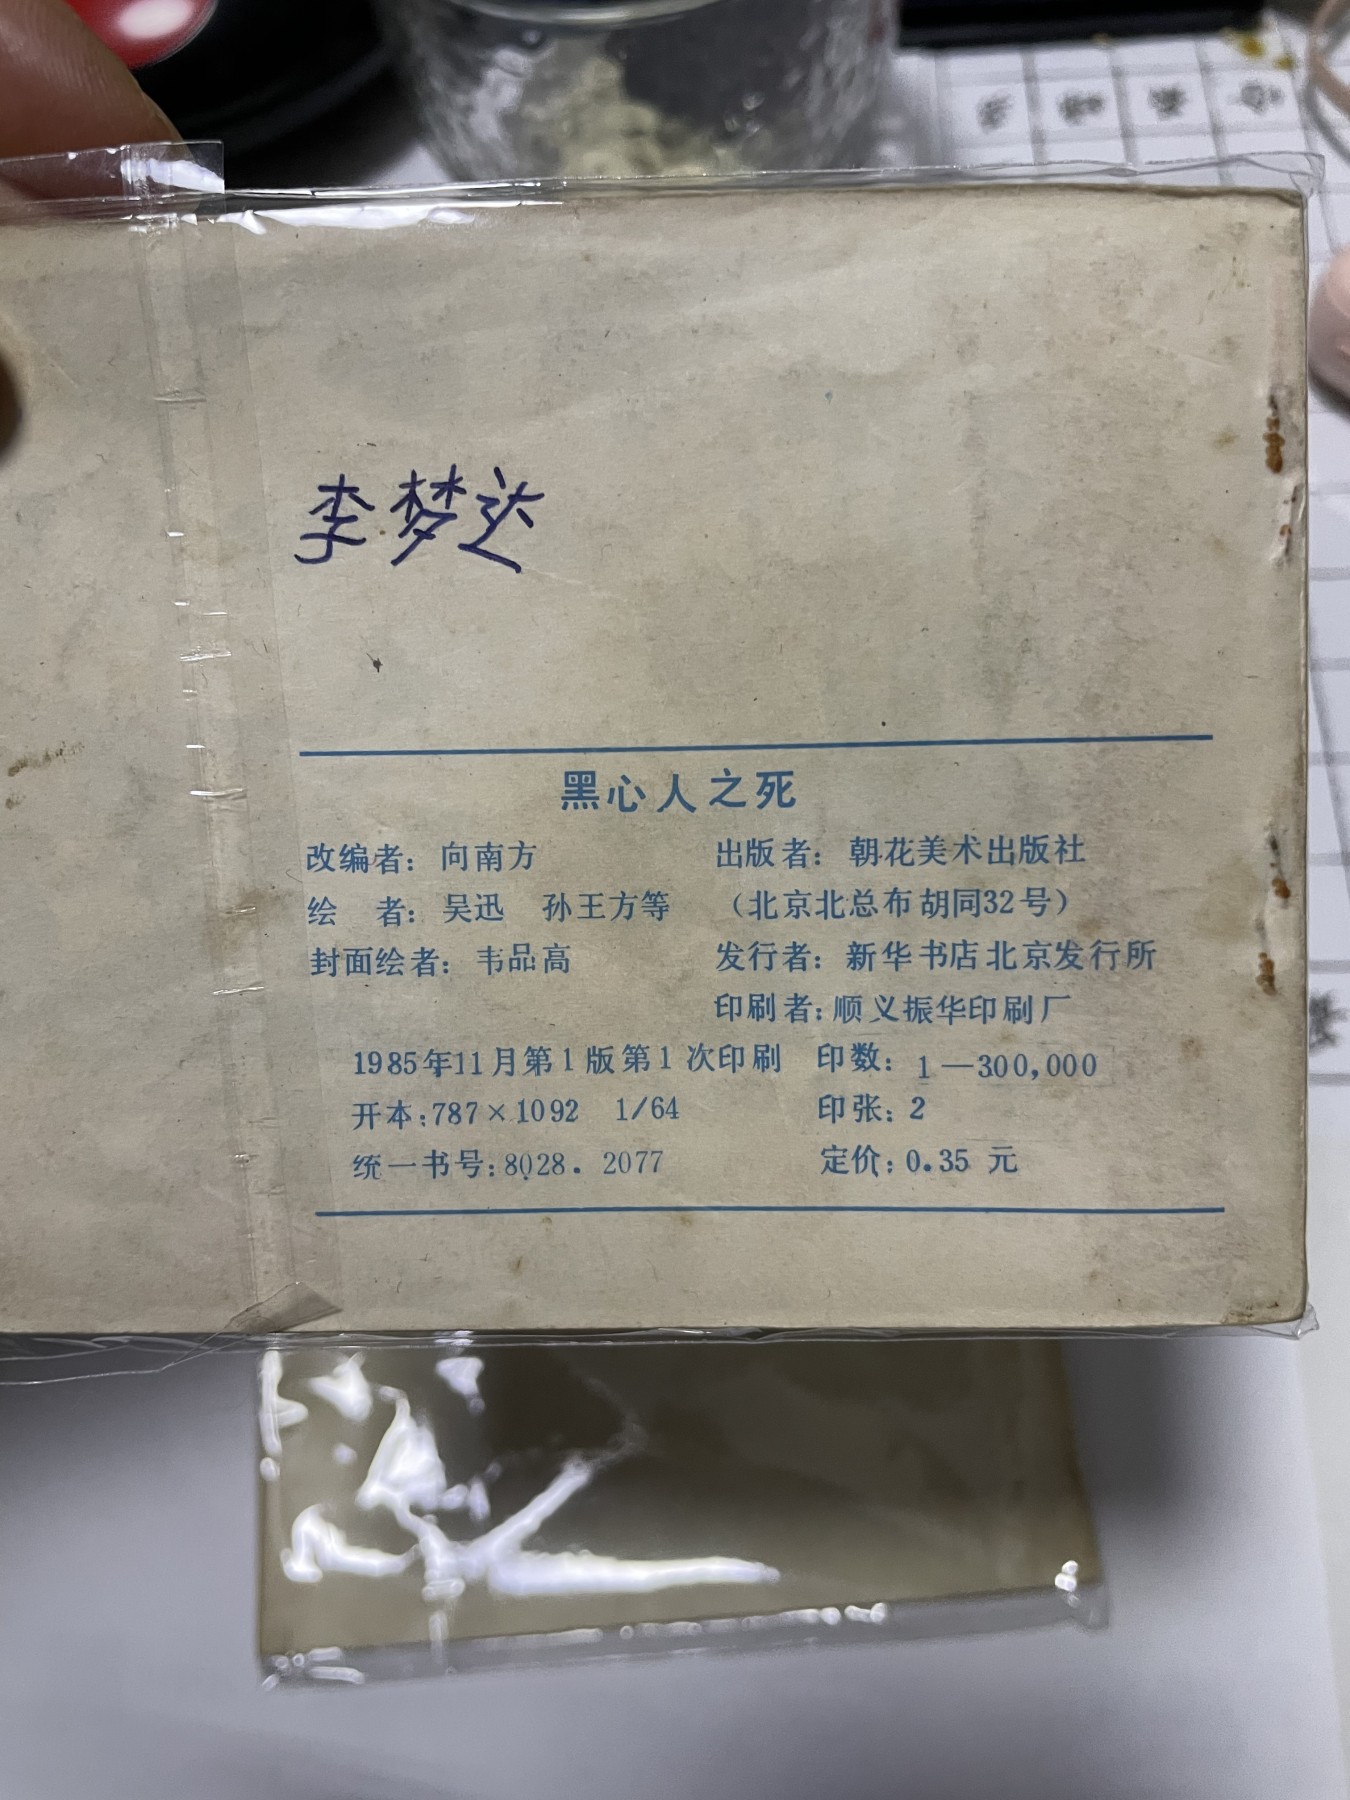 李梦达
黑心人之死
改编者：向南方
绘　者：吴迅　孙王方等
封面绘者：韦品高
出版者：朝花美术出版社
（北京北总布胡同32号）
发行者：新华书店北京发行所
印刷者：顺义振华印刷厂
1985年11月第1版第1次印刷　印数：1—300,000
开本：787×1092　1/64　印张：2
统一书号：8028．2077　定价：0.35 元